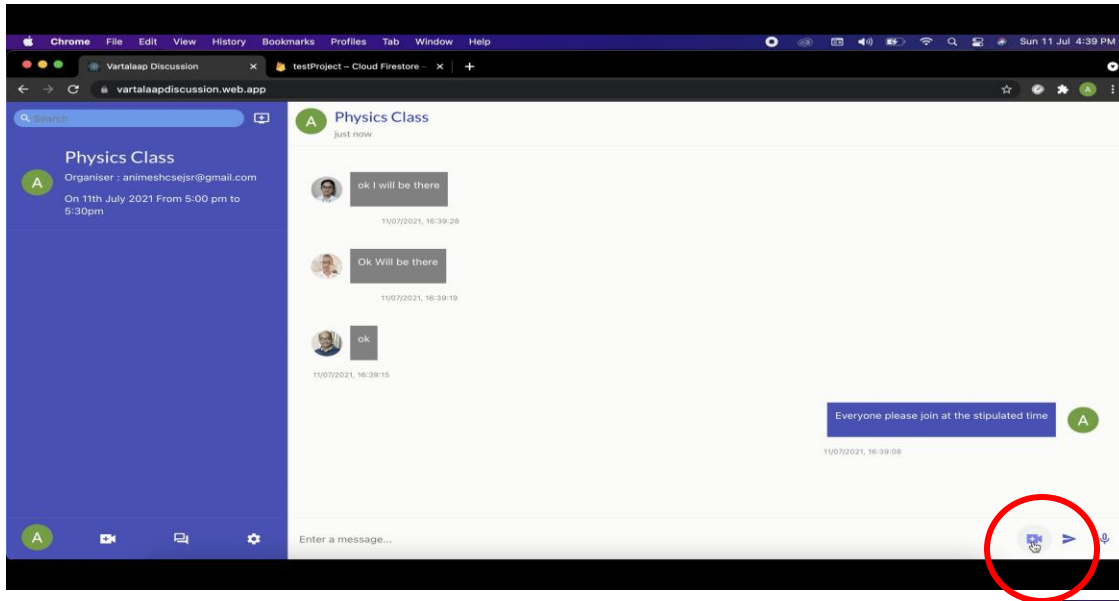 Chrome File Edit View History Bookmarks Profiles Tab Window Help Sun 11 Jul 4:39 PM
Vartalaap Discussion testProject – Cloud Firestore –
vartalaapdiscussion.web.app A
Search
A Physics Class
just now
Physics Class
A
Organiser : animeshcsejsr@gmail.com
On 11th July 2021 From 5:00 pm to
5:30pm
ok I will be there
11/07/2021, 16:39:28
Ok Will be there
11/07/2021, 16:39:19
ok
11/07/2021, 16:39:15
Everyone please join at the stipulated time
A
11/07/2021, 16:39:08
A
Enter a message...